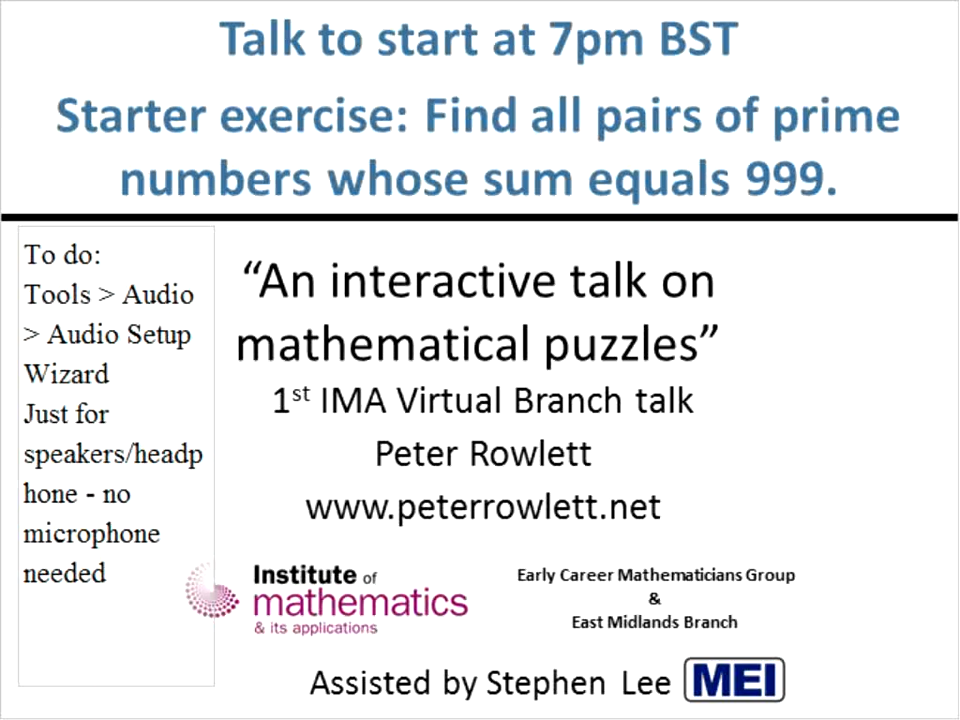 Talk to start at 7pm BST
Starter exercise: Find all pairs of prime
numbers whose sum equals 999.
To do:
Tools > Audio
> Audio Setup
Wizard
Just for
speakers/headp
hone - no
microphone
needed
“An interactive talk on
mathematical puzzles”
1st IMA Virtual Branch talk
Peter Rowlett
www.peterrowlett.net
Institute of
mathematics
& its applications
Early Career Mathematicians Group
&
East Midlands Branch
Assisted by Stephen Lee MEI